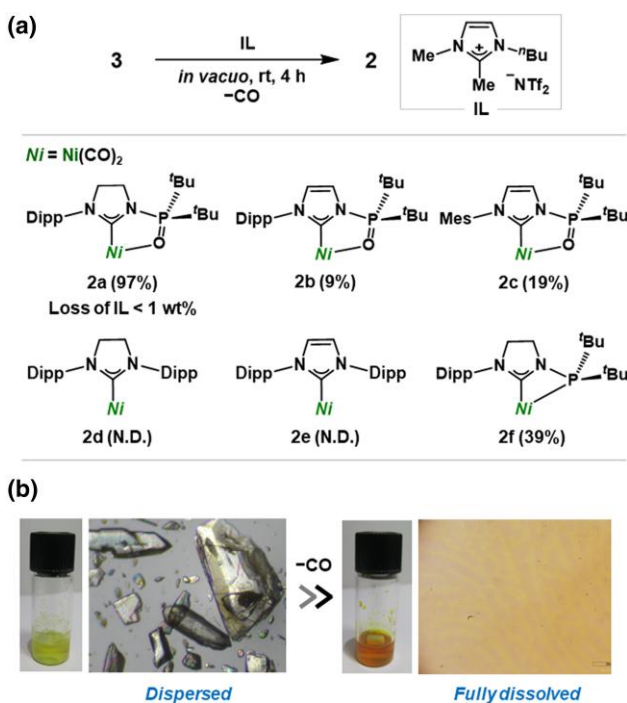 (a)
3 IL 2
in vacuo, rt, 4 h
−CO
Me N + N nBu
Me −NTf2
IL
Ni = Ni(CO)2
Dipp N N P tBu tBu O Ni
2a (97%)
Loss of IL < 1 wt%
Dipp N N P tBu tBu O Ni
2b (9%)
Mes N N P tBu tBu O Ni
2c (19%)
Dipp N N Dipp Ni
2d (N.D.)
Dipp N N Dipp Ni
2e (N.D.)
Dipp N N P tBu tBu Ni
2f (39%)
(b)
−CO
Dispersed
Fully dissolved